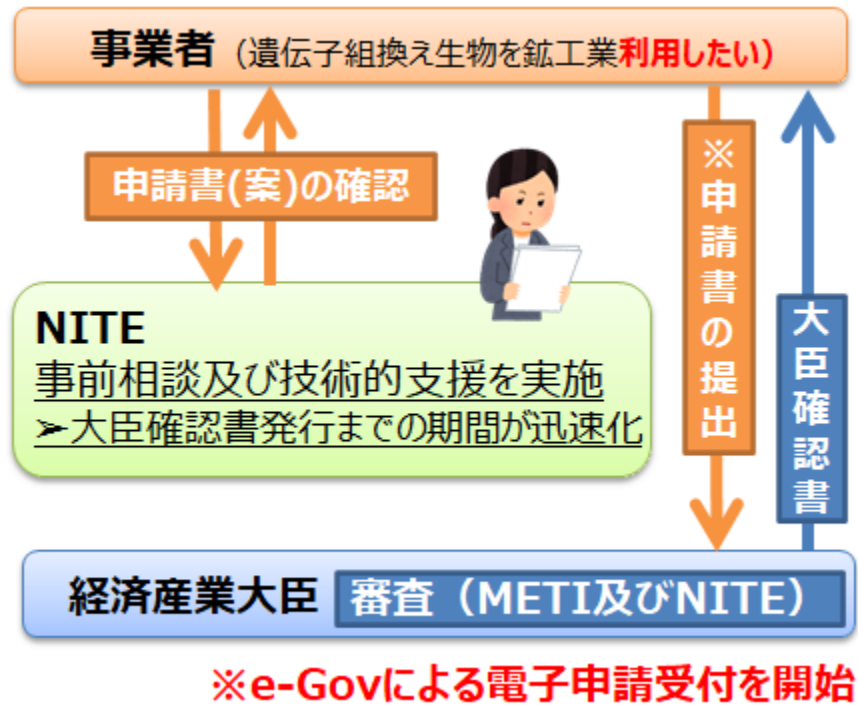 事業者（遺伝子組換え生物を鉱工業利用したい）
申請書(案)の確認
※申請書の提出
大臣確認書
NITE
事前相談及び技術的支援を実施
➢大臣確認書発行までの期間が迅速化
経済産業大臣 審査（METI及びNITE）
※e-Govによる電子申請受付を開始